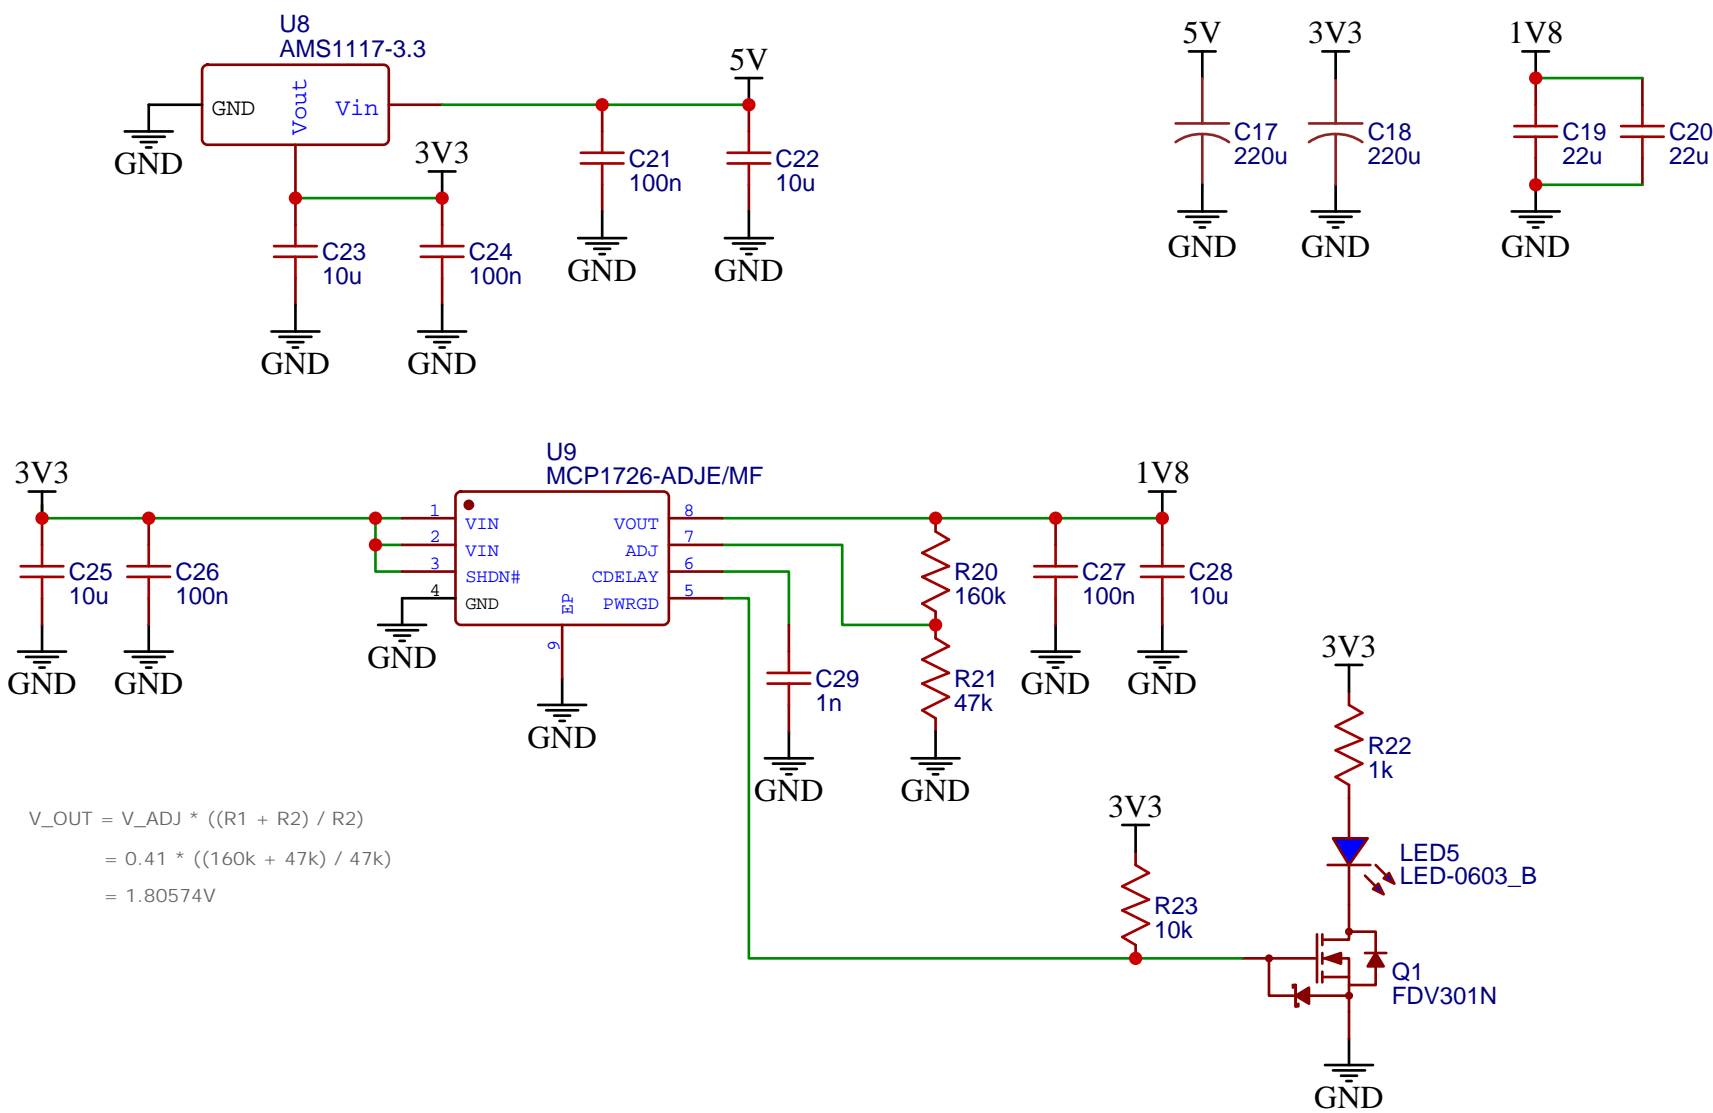 U8
AMS1117-3.3
GND
Vout
Vin
GND
5V
3V3
C21
100n
C22
10u
GND
GND
C23
10u
C24
100n
GND
GND
5V
3V3
1V8
C17
220u
C18
220u
C19
22u
C20
22u
GND
GND
GND
U9
MCP1726-ADJE/MF
3V3
1V8
1
VIN
2
VIN
3
SHDN#
4
GND
8
VOUT
7
ADJ
6
CDELAY
5
PWRGD
EP
9
C25
10u
C26
100n
GND
GND
GND
GND
C29
1n
GND
R20
160k
R21
47k
GND
C27
100n
C28
10u
GND
GND
3V3
R22
1k
LED5
LED-0603_B
3V3
R23
10k
Q1
FDV301N
GND
V_OUT = V_ADJ * ((R1 + R2) / R2)
= 0.41 * ((160k + 47k) / 47k)
= 1.80574V